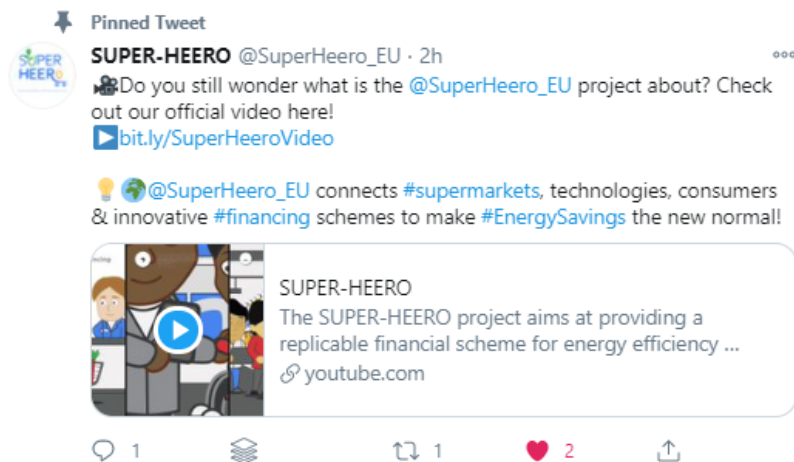 Pinned Tweet
SUPER HEERO
SUPER-HEERO @SuperHeero_EU · 2h
🎥Do you still wonder what is the @SuperHeero_EU project about? Check
out our official video here!
▶bit.ly/SuperHeeroVideo
💡🌍@SuperHeero_EU connects #supermarkets, technologies, consumers
& innovative #financing schemes to make #EnergySavings the new normal!
SUPER-HEERO
The SUPER-HEERO project aims at providing a
replicable financial scheme for energy efficiency ...
youtube.com
1 1 2